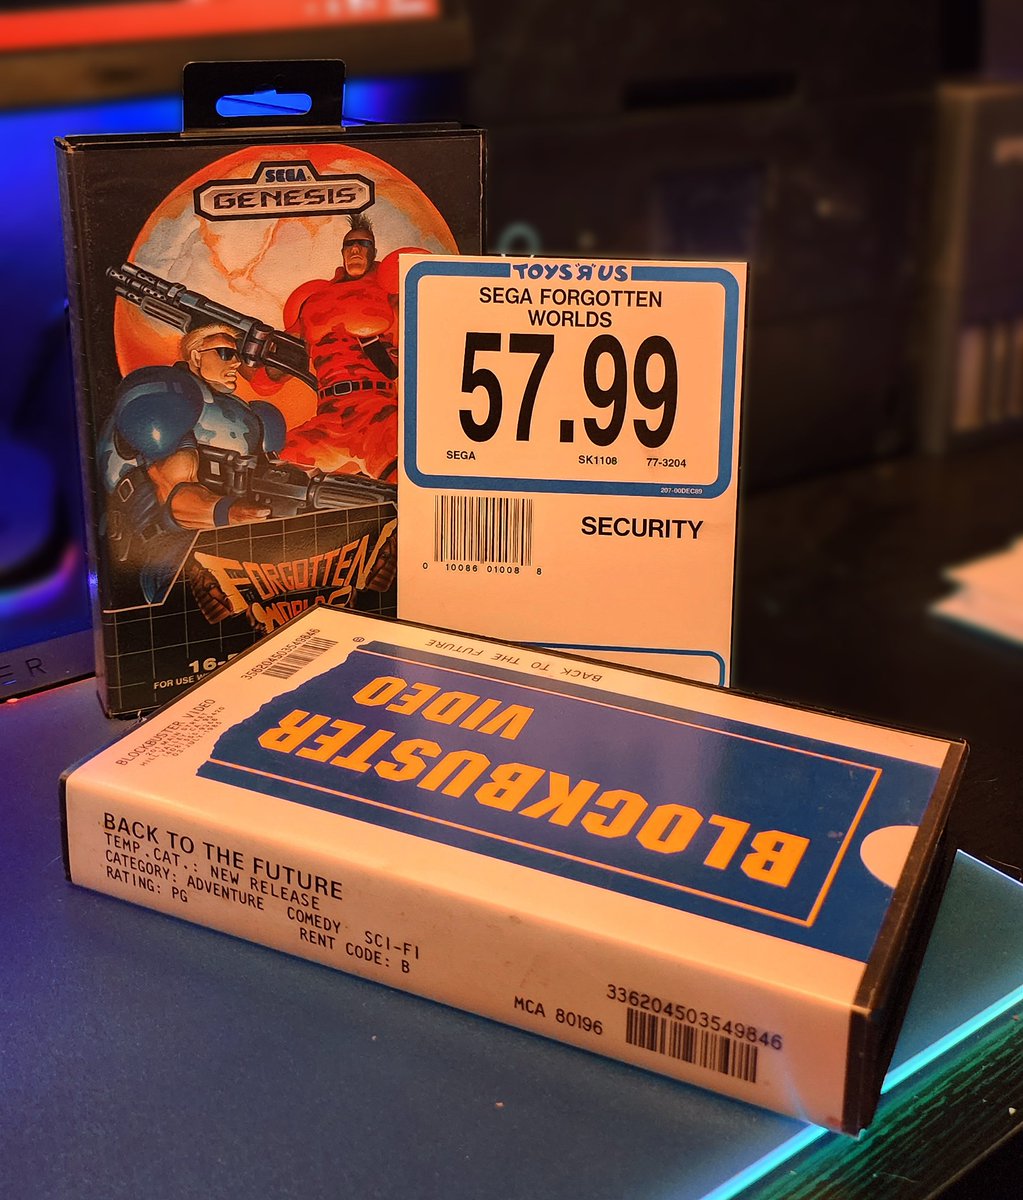 SEGA
GENESIS
FORGOTTEN
WORLDS
16-
FOR USE
TOYS "R" US
SEGA FORGOTTEN
WORLDS
57.99
SEGA SK1108 77-3204
207-00DEC89
SECURITY
0 10086 01008 8
336204503549846
®
BACK TO THE FUTURE
BLOCKBUSTER VIDEO
BLOCKBUSTER
VIDEO
BACK TO THE FUTURE
TEMP.CAT.: NEW RELEASE
CATEGORY: ADVENTURE COMEDY SCI-FI
RATING: PG RENT CODE: B
MCA 80196
336204503549846